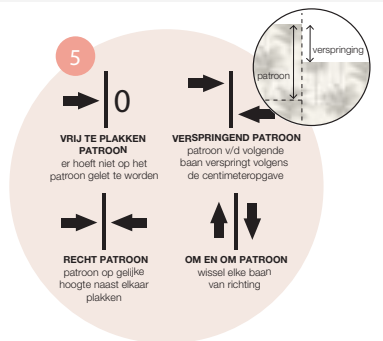 5
verspringing
patroon
0
VRIJ TE PLAKKEN
PATROON
er hoeft niet op het
patroon gelet te worden
VERSPRINGEND PATROON
patroon v/d volgende
baan verspringt volgens
de centimeteropgave
RECHT PATROON
patroon op gelijke
hoogte naast elkaar
plakken
OM EN OM PATROON
wissel elke baan
van richting